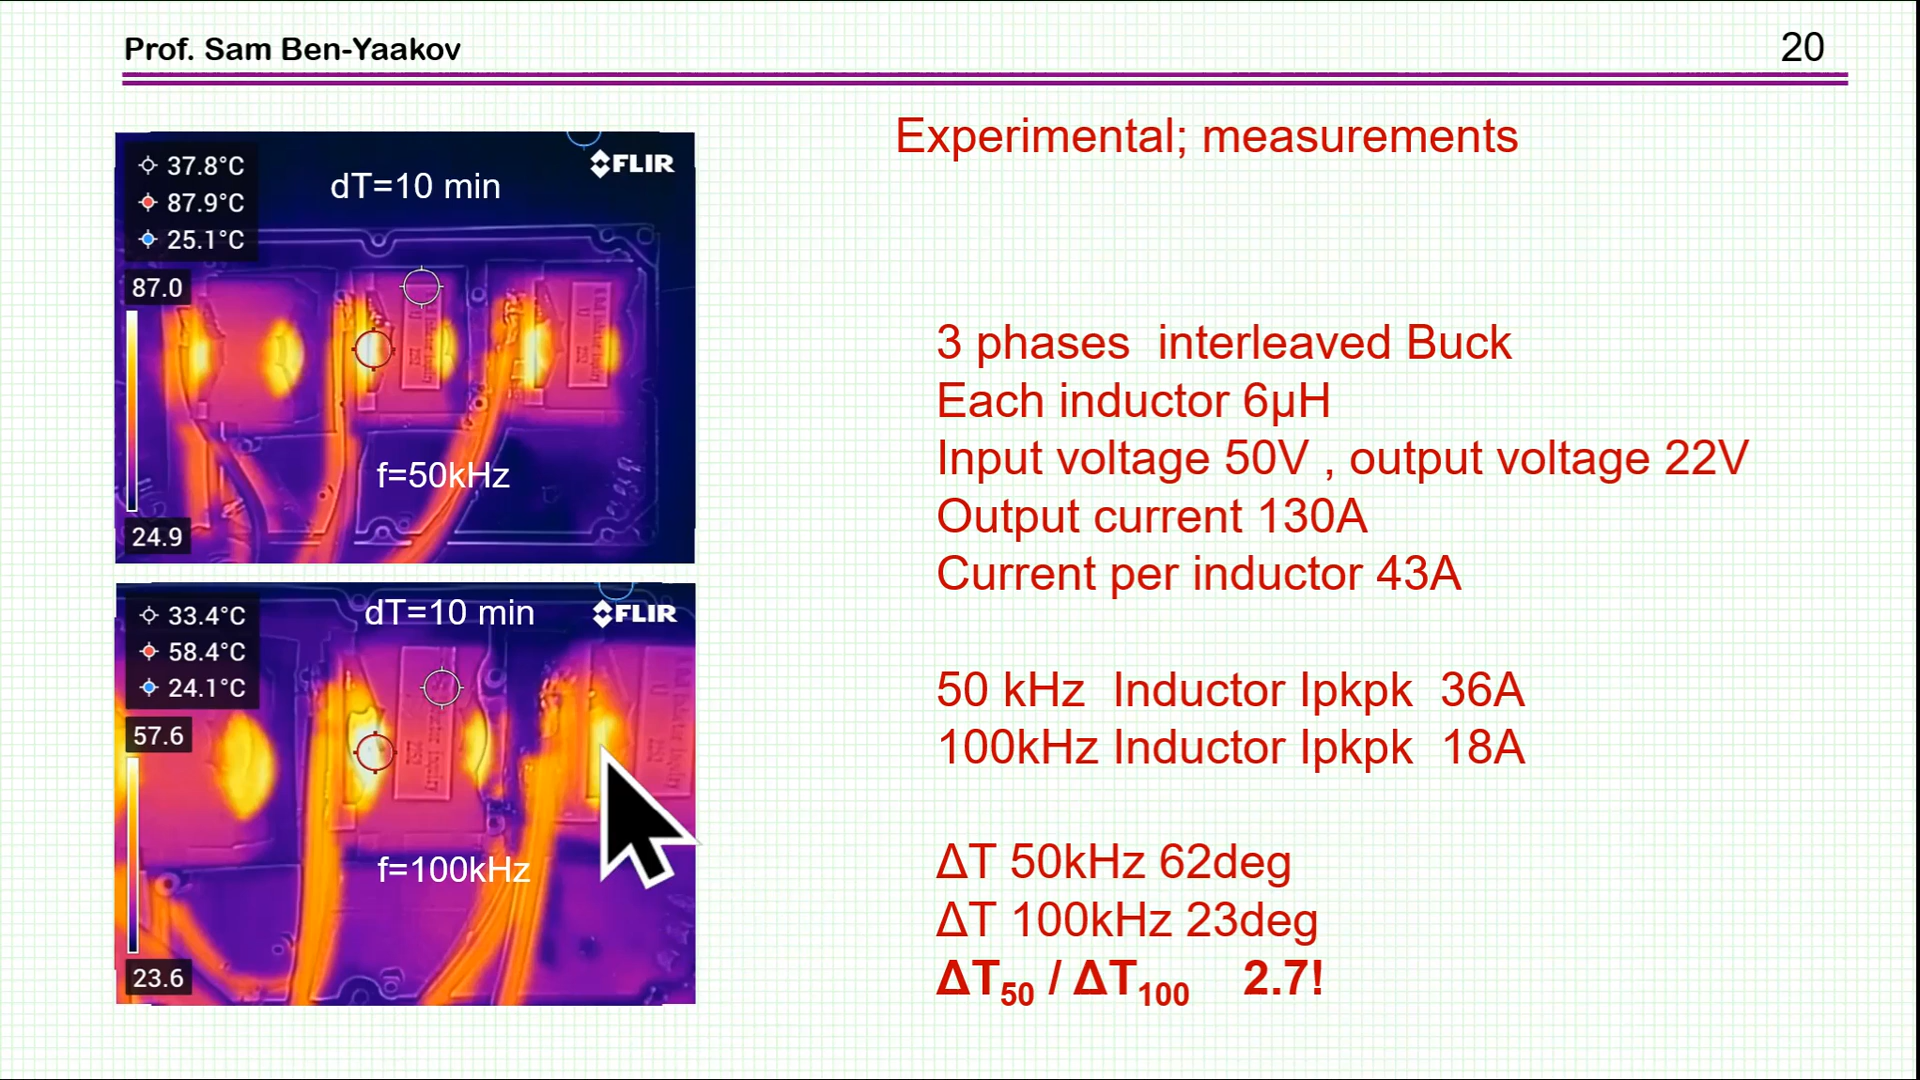 Prof. Sam Ben-Yaakov
20
Experimental; measurements
37.8°C
87.9°C
25.1°C
87.0
dT=10 min
FLIR
f=50kHz
24.9
33.4°C
58.4°C
24.1°C
57.6
dT=10 min
FLIR
f=100kHz
23.6
3 phases interleaved Buck
Each inductor 6µH
Input voltage 50V , output voltage 22V
Output current 130A
Current per inductor 43A
50 kHz Inductor Ipkpk 36A
100kHz Inductor Ipkpk 18A
ΔT 50kHz 62deg
ΔT 100kHz 23deg
ΔT50 / ΔT100 2.7!